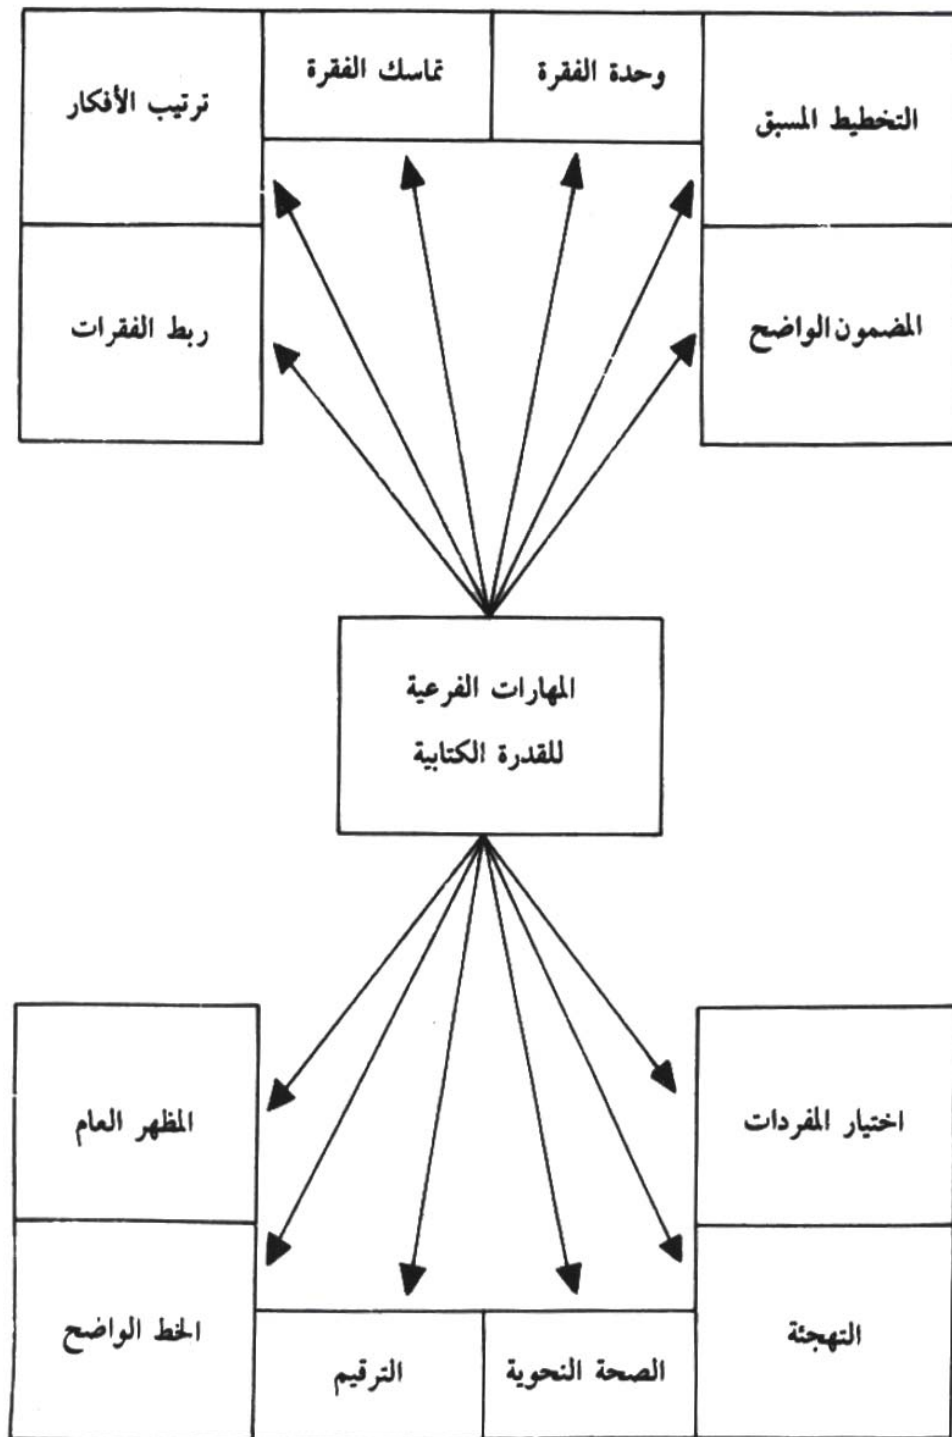 التخطيط المسبق
وحدة الفقرة
تماسك الفقرة
ترتيب الأفكار
المضمون الواضح
ربط الفقرات
المهارات الفرعية
للقدرة الكتابية
اختيار المفردات
المظهر العام
التهجئة
الصحة النحوية
الترقيم
الخط الواضح